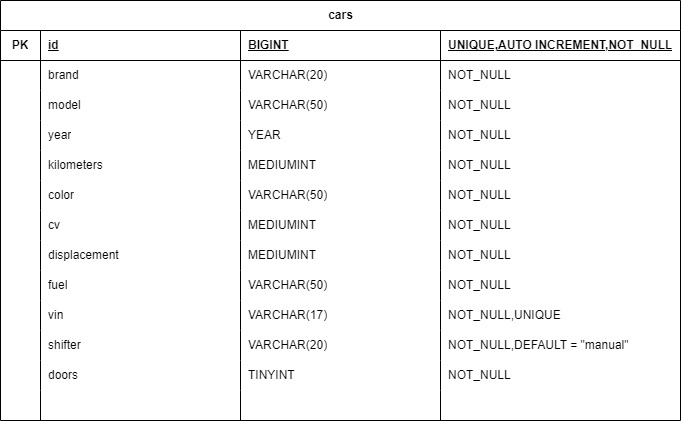 cars
PK id BIGINT UNIQUE,AUTO INCREMENT,NOT_NULL
brand VARCHAR(20) NOT_NULL
model VARCHAR(50) NOT_NULL
year YEAR NOT_NULL
kilometers MEDIUMINT NOT_NULL
color VARCHAR(50) NOT_NULL
cv MEDIUMINT NOT_NULL
displacement MEDIUMINT NOT_NULL
fuel VARCHAR(50) NOT_NULL
vin VARCHAR(17) NOT_NULL,UNIQUE
shifter VARCHAR(20) NOT_NULL,DEFAULT = "manual"
doors TINYINT NOT_NULL